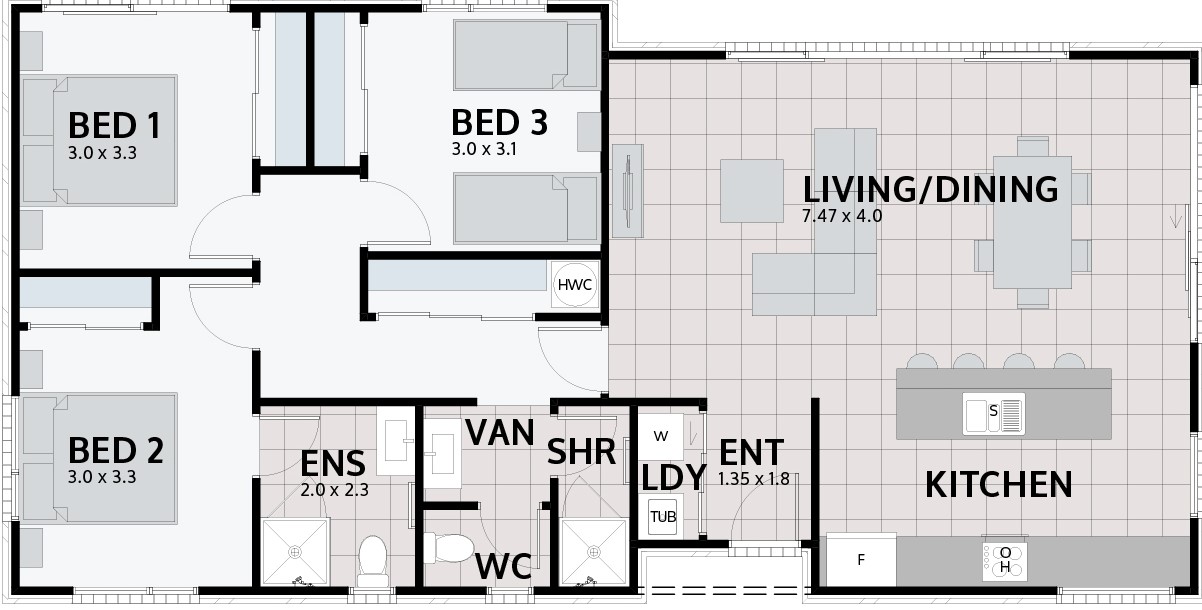 BED 1
3.0 x 3.3
BED 3
3.0 x 3.1
LIVING/DINING
7.47 x 4.0
HWC
BED 2
3.0 x 3.3
ENS
2.0 x 2.3
VAN
SHR
WC
W
LDY
TUB
ENT
1.35 x 1.8
S
KITCHEN
F
O
H